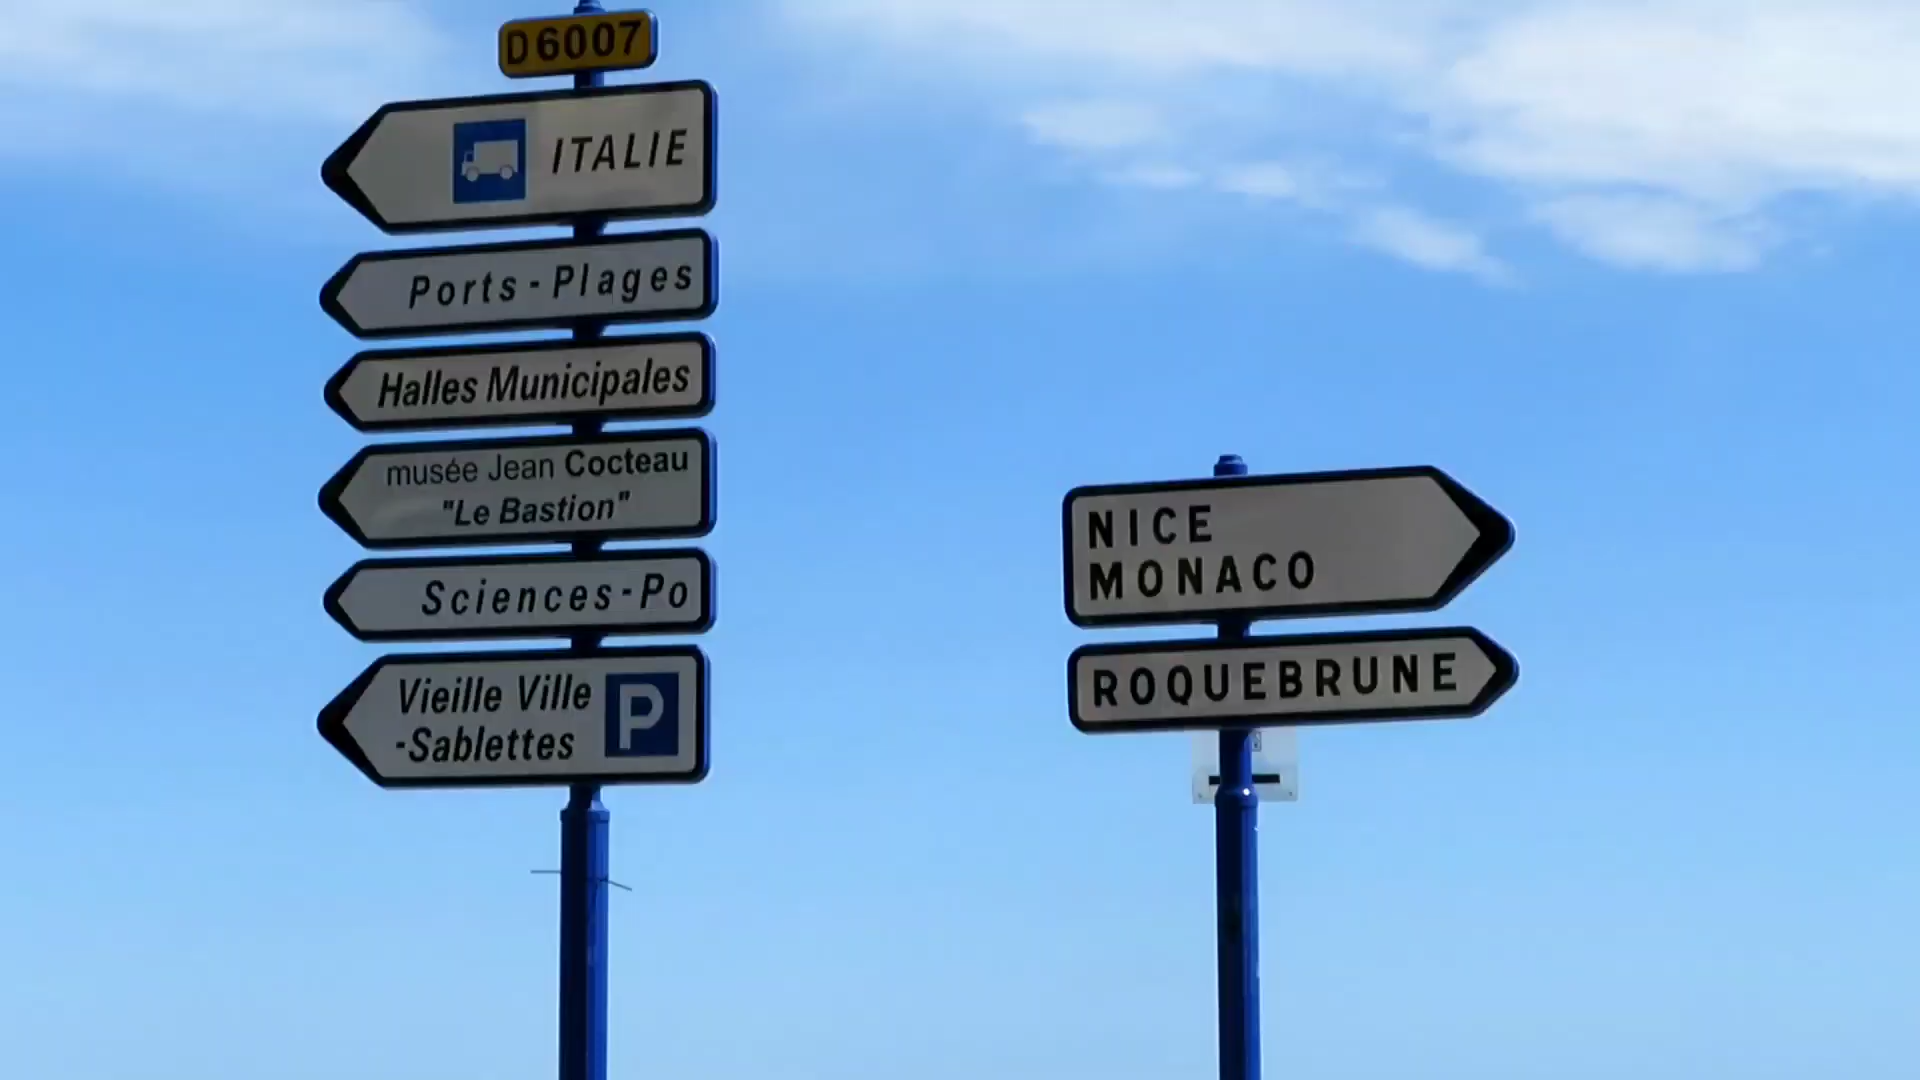 D6007
ITALIE
Ports-Plages
Halles Municipales
musée Jean Cocteau
"Le Bastion"
Sciences-Po
Vieille Ville
-Sablettes
P
NICE
MONACO
ROQUEBRUNE